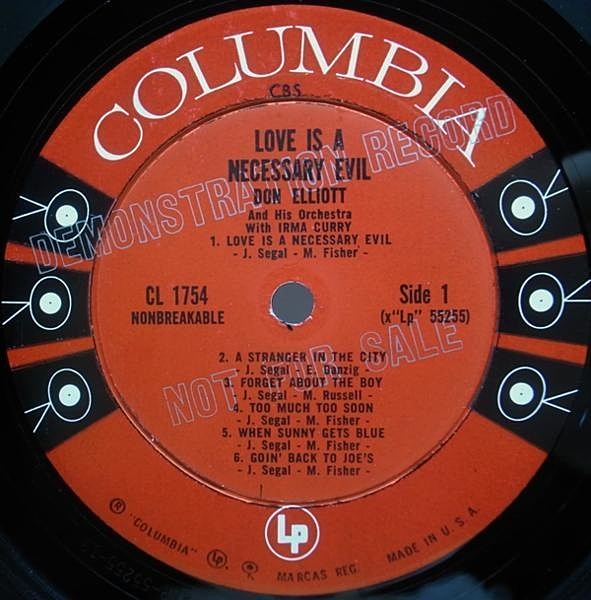 COLUMBIA
CBS
DEMONSTRATION RECORD
LOVE IS A
NECESSARY EVIL
DON ELLIOTT
And His Orchestra
With IRMA CURRY
1. LOVE IS A NECESSARY EVIL
- J. Segal - M. Fisher -
CL 1754
NONBREAKABLE
Side 1
(x"Lp" 55255)
2. A STRANGER IN THE CITY
- J. Segal - E. Danzig -
3. FORGET ABOUT THE BOY
- J. Segal - M. Russell -
4. TOO MUCH TOO SOON
- J. Segal - M. Fisher -
5. WHEN SUNNY GETS BLUE
- J. Segal - M. Fisher -
6. GOIN' BACK TO JOE'S
- J. Segal - M. Fisher -
NOT FOR SALE
Lp
® "COLUMBIA" Lp MARCAS REG. MADE IN U. S. A.